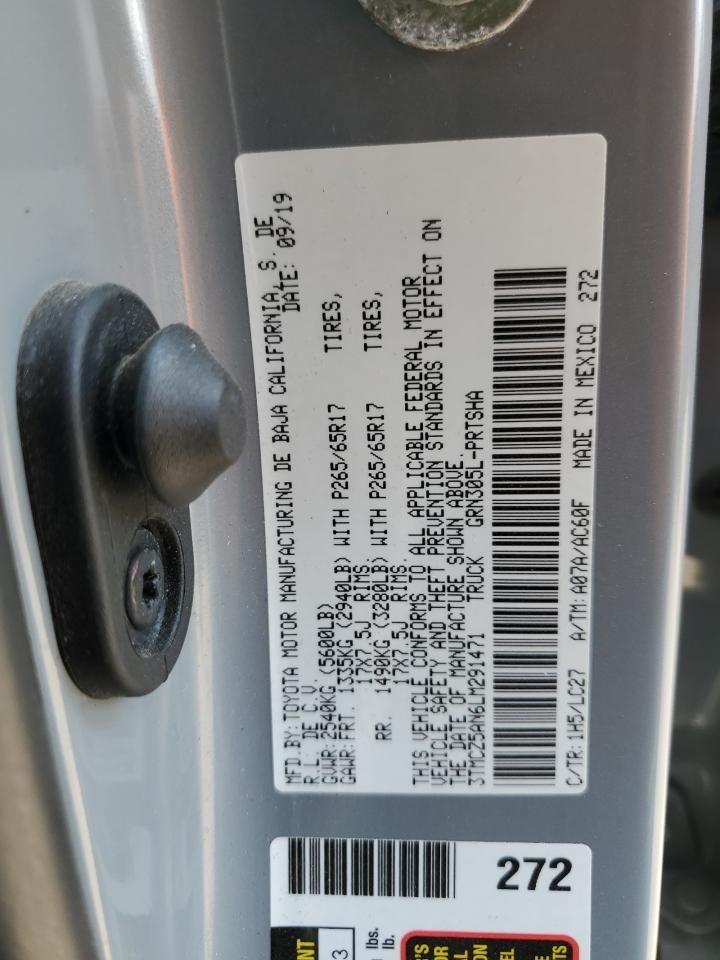 MFD.BY:TOYOTA MOTOR MANUFACTURING DE BAJA CALIFORNIA, S. DE
R.L. DE C.V. DATE: 09/19
GVWR:2540KG (5600LB)
GAWR:FRT. 1335KG (2940LB) WITH P265/65R17 TIRES,
17X7.5J RIMS,
RR. 1490KG (3280LB) WITH P265/65R17 TIRES,
17X7.5J RIMS.
THIS VEHICLE CONFORMS TO ALL APPLICABLE FEDERAL MOTOR
VEHICLE SAFETY AND THEFT PREVENTION STANDARDS IN EFFECT ON
THE DATE OF MANUFACTURE SHOWN ABOVE.
3TMCZ5AN6LM291471 TRUCK GRN305L-PRTSHA
C/TR:1H5/LC27 A/TM:A07A/AC60F MADE IN MEXICO 272
272
3
lbs.
lb.